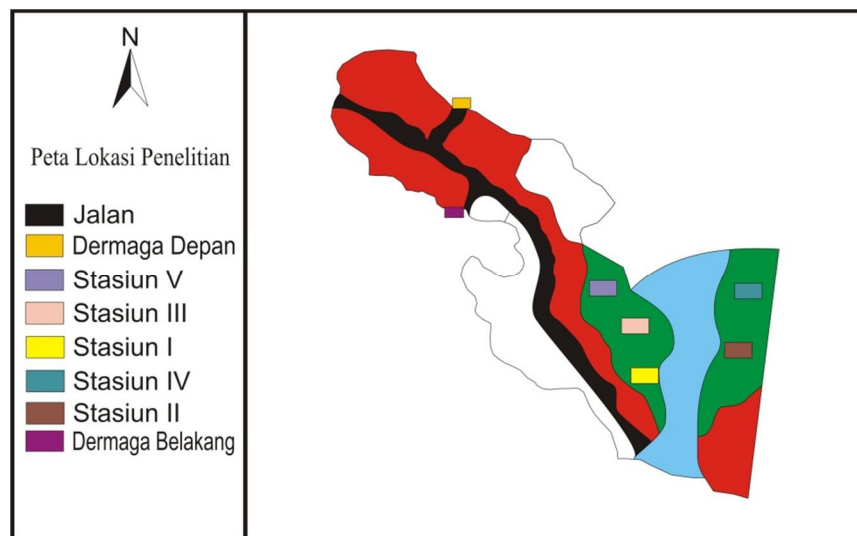 N
Peta Lokasi Penelitian
Jalan
Dermaga Depan
Stasiun V
Stasiun III
Stasiun I
Stasiun IV
Stasiun II
Dermaga Belakang